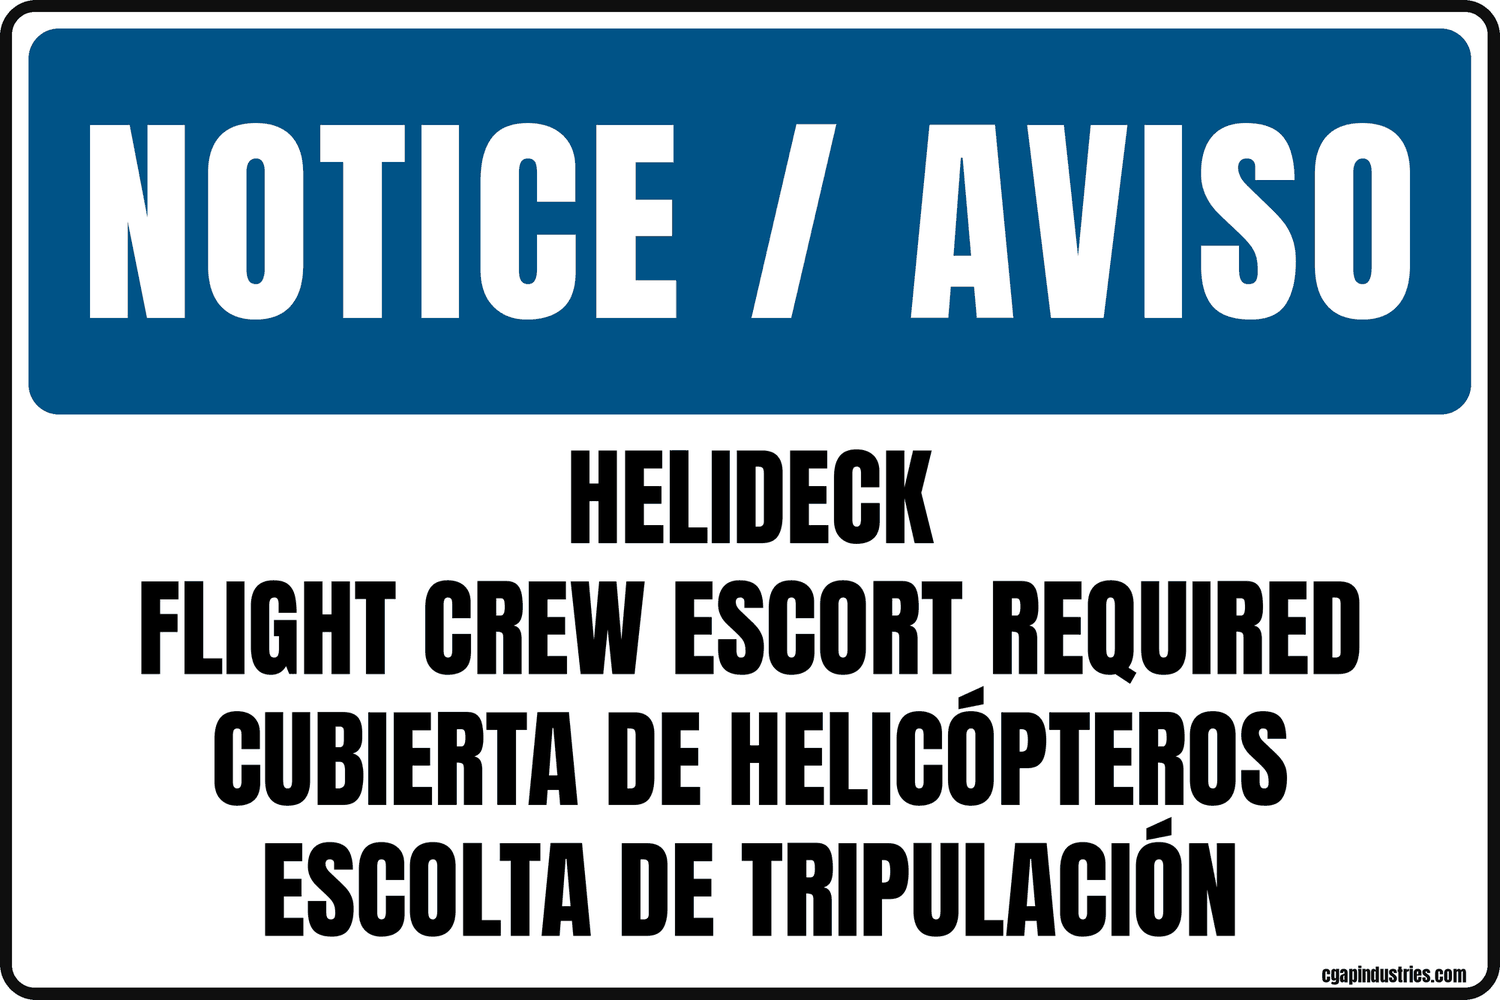 NOTICE / AVISO
HELIDECK
FLIGHT CREW ESCORT REQUIRED
CUBIERTA DE HELICÓPTEROS
ESCOLTA DE TRIPULACIÓN
cgapindustries.com